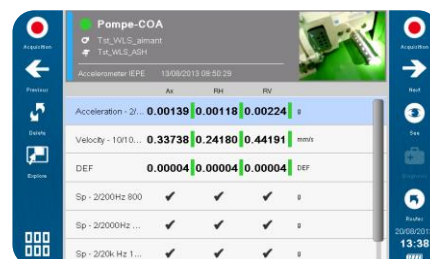 Pompe-COA
Tst_WLS_aimant
Tst_WLS_ASH
Accelerometer IEPE 13/08/2013 09:50:29
Acquisition
Previous
Delete
Explore
Ax RH RV
Acceleration - 2/... 0.00139 0.00118 0.00224 g
Velocity - 10/10... 0.33738 0.24180 0.44191 mm/s
DEF 0.00004 0.00004 0.00004 DEF
Sp - 2/200Hz 800 ✔ ✔ ✔ g
Sp - 2/2000Hz ... ✔ ✔ ✔ g
Sp - 2/20k Hz 1... ✔ ✔ ✔ g
Acquisition
Next
See
Diagnose
Routes
20/08/2013
13:38